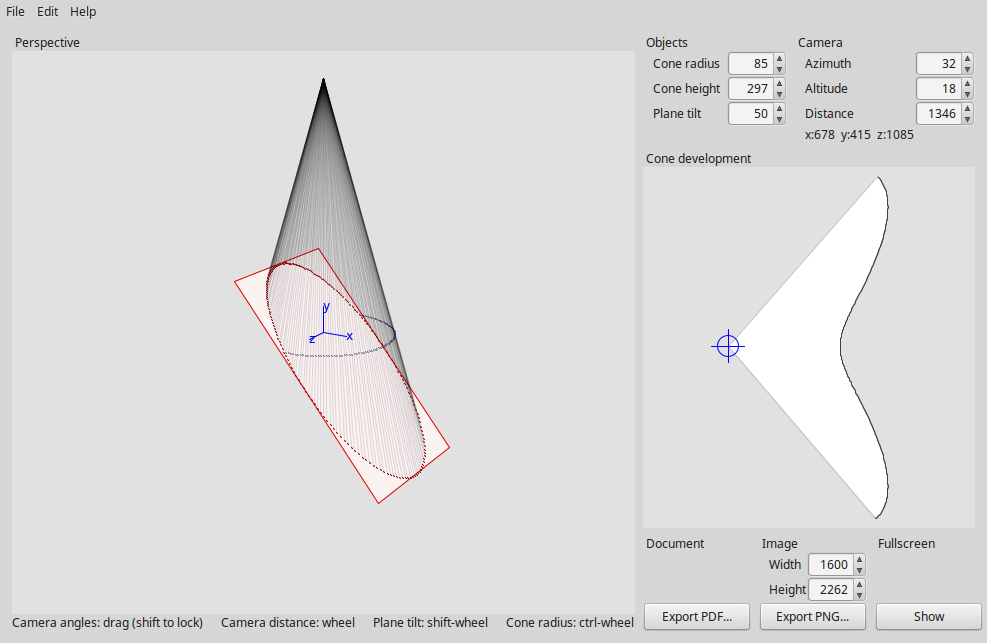 File Edit Help
Perspective
y
z x
Camera angles: drag (shift to lock) Camera distance: wheel Plane tilt: shift-wheel Cone radius: ctrl-wheel
Objects Camera
Cone radius 85 Azimuth 32
Cone height 297 Altitude 18
Plane tilt 50 Distance 1346
x:678 y:415 z:1085
Cone development
Document Image Fullscreen
Width 1600
Height 2262
Export PDF... Export PNG... Show